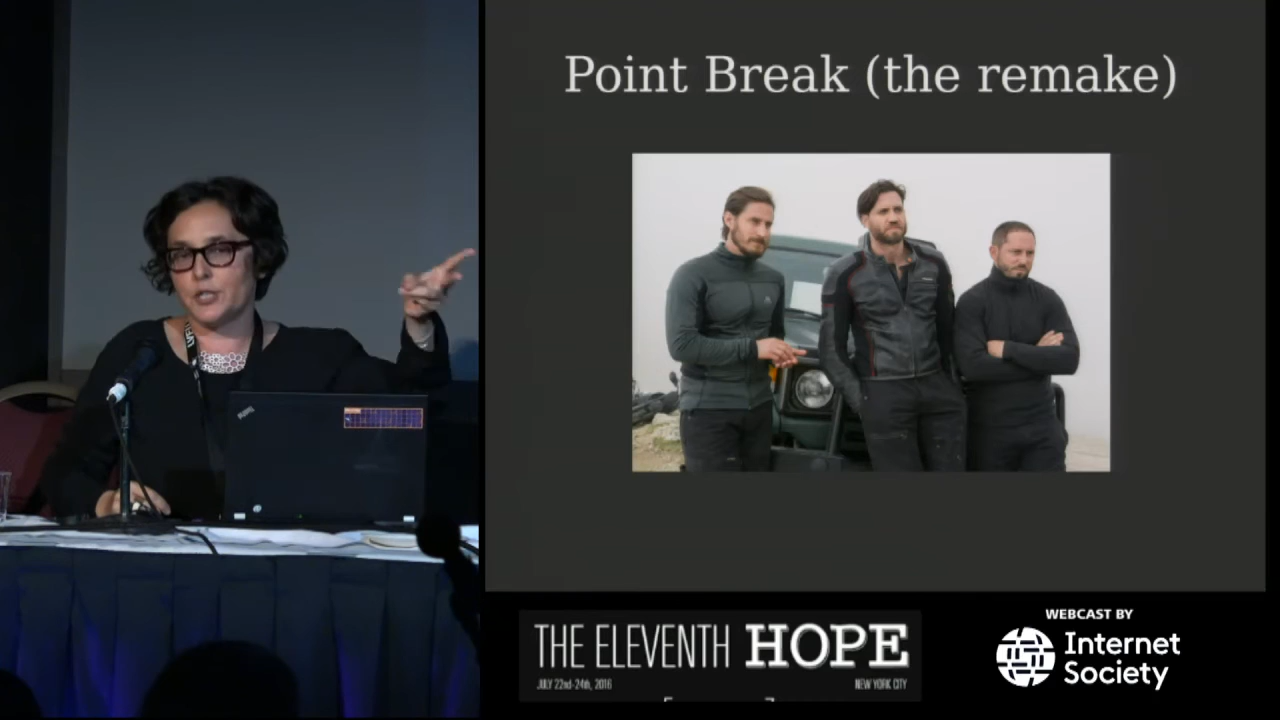 Point Break (the remake)
THE ELEVENTH HOPE
JULY 22nd-24th, 2016
NEW YORK CITY
WEBCAST BY
Internet
Society